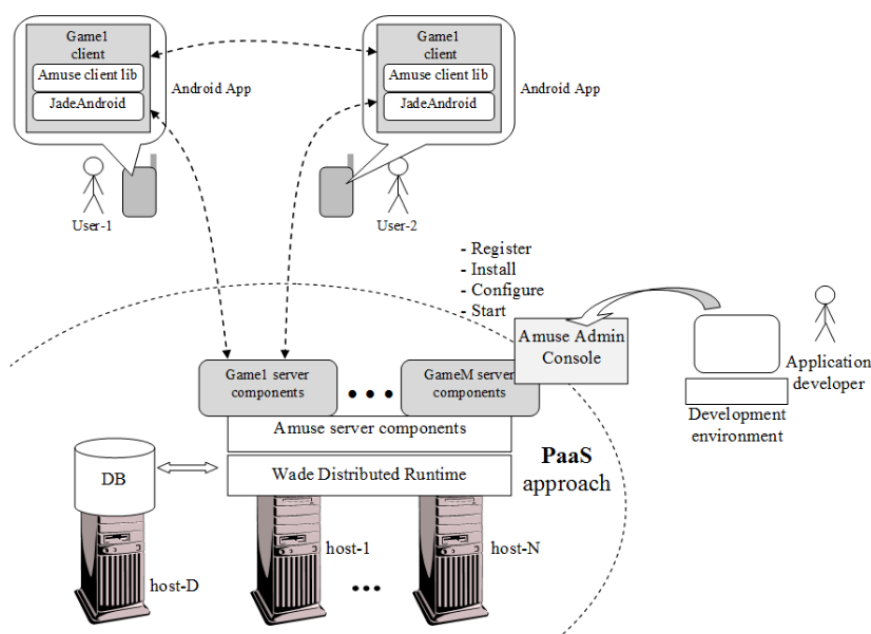 Game1
client
Amuse client lib
JadeAndroid
Android App
User-1
Game1
client
Amuse client lib
JadeAndroid
Android App
User-2
- Register
- Install
- Configure
- Start
Amuse Admin
Console
Application
developer
Development
environment
Game1 server
components
GameM server
components
Amuse server components
Wade Distributed Runtime
PaaS
approach
DB
host-D
host-1
host-N